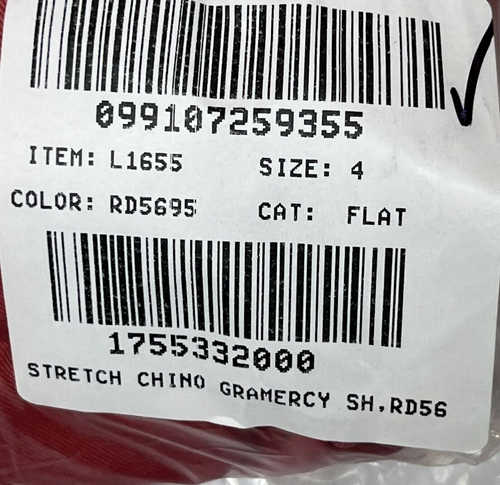 099107259355
ITEM: L1655 SIZE: 4
COLOR: RD5695 CAT: FLAT
1755332000
STRETCH CHINO GRAMERCY SH,RD56